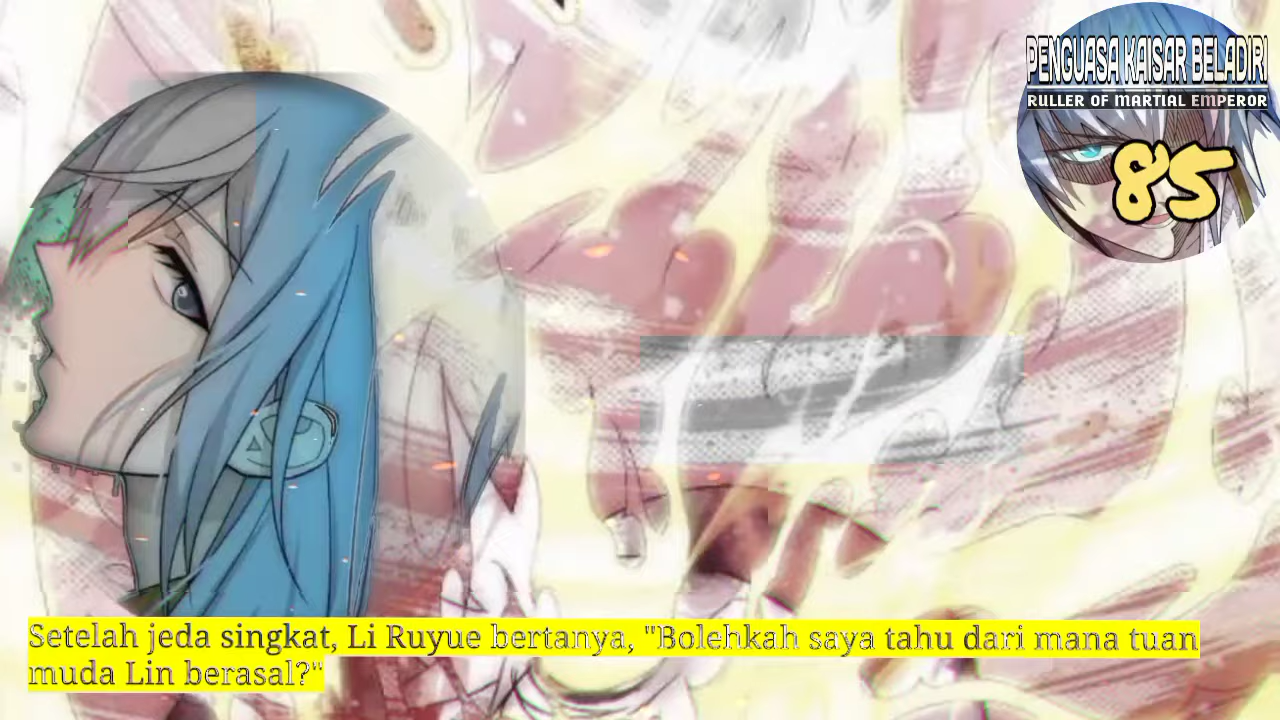 PENGUASA KAISAR BELADIRI
RULLER OF MARTIAL EMPEROR
85
Setelah jeda singkat, Li Ruyue bertanya, "Bolehkah saya tahu dari mana tuan
muda Lin berasal?"